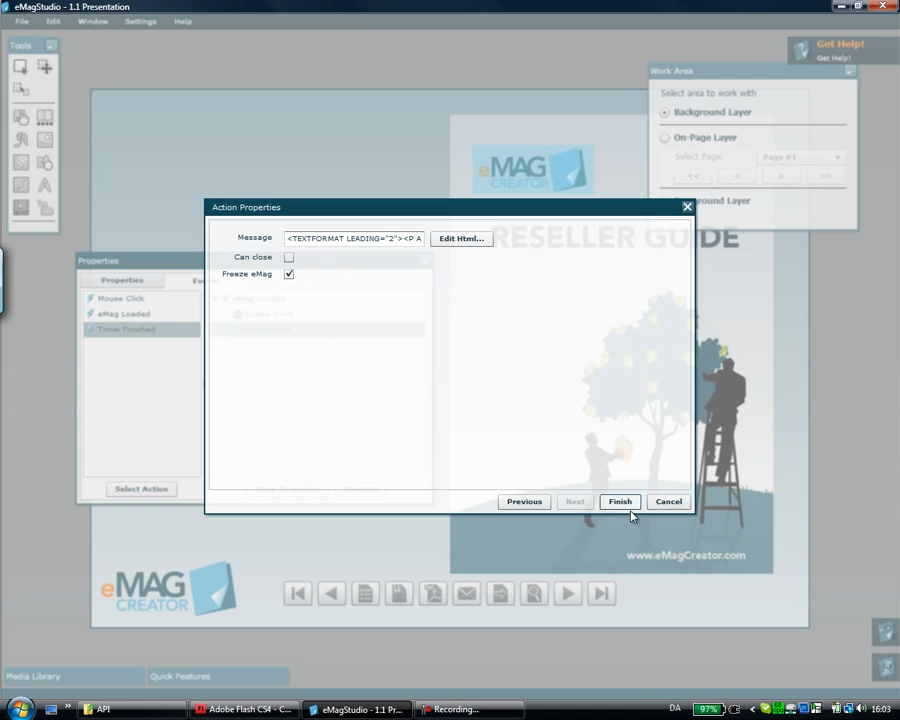 eMagStudio - 1.1 Presentation
File Edit Window Settings Help
Tools
Get Help!
Get Help!
Work Area
Select area to work with
Background Layer
On-Page Layer
Select Page: Page #1
<< < > >>
eMAG
CREATOR
RESELLER GUIDE
Action Properties
Message <TEXTFORMAT LEADING="2"><P A Edit Html...
Can close
Freeze eMag
Properties
Properties
Mouse Click
eMag Loaded
Timer Finished
eMag Loaded
Select Action
Previous Next Finish Cancel
www.eMagCreator.com
eMAG
CREATOR
Media Library Quick Features
API Adobe Flash CS4 - C... eMagStudio - 1.1 Pr... Recording... DA 97% 16:03